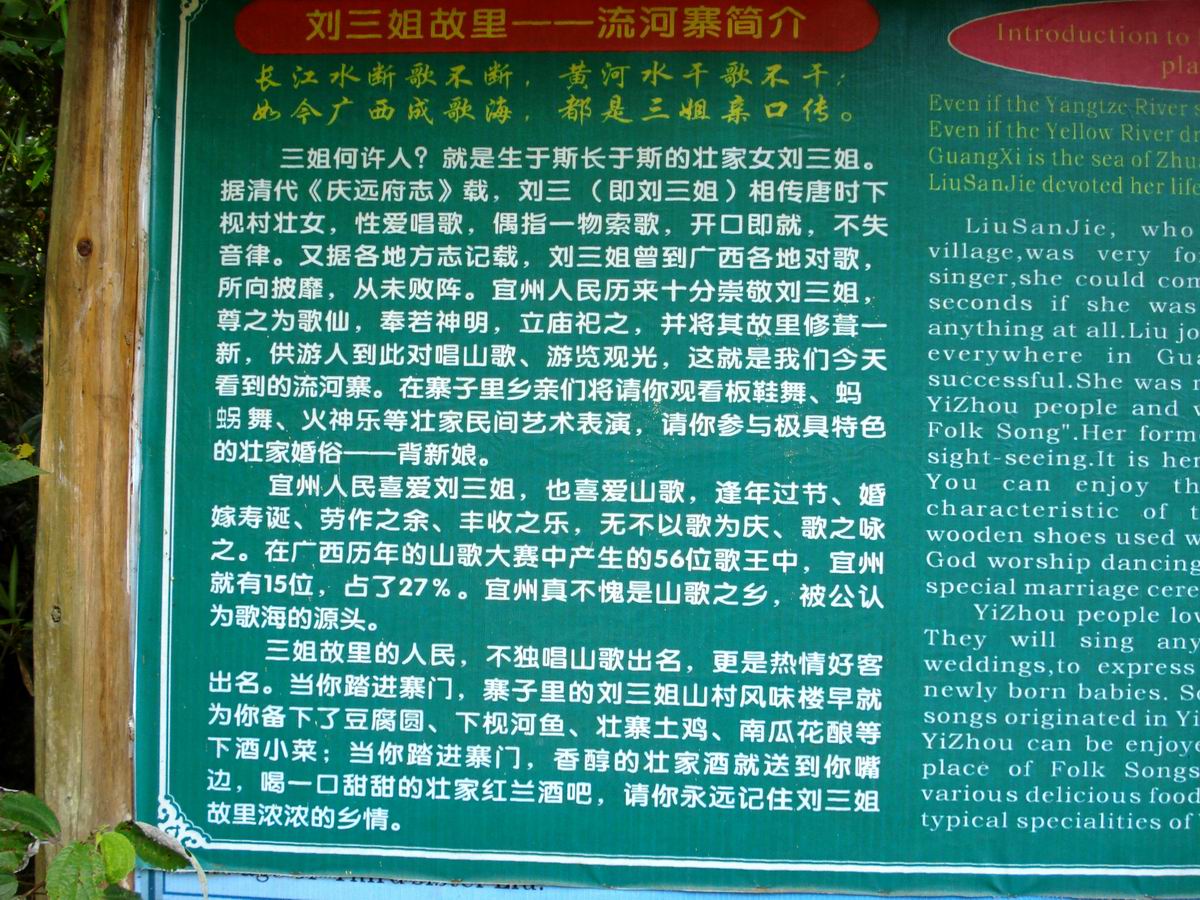 刘三姐故里——流河寨简介
长江水断歌不断，黄河水干歌不干；
如今广西成歌海，都是三姐亲口传。
三姐何许人？就是生于斯长于斯的壮家女刘三姐。
据清代《庆远府志》载，刘三（即刘三姐）相传唐时下
枧村壮女，性爱唱歌，偶指一物索歌，开口即就，不失
音律。又据各地方志记载，刘三姐曾到广西各地对歌，
所向披靡，从未败阵。宜州人民历来十分崇敬刘三姐，
尊之为歌仙，奉若神明，立庙祀之，并将其故里修葺一
新，供游人到此对唱山歌、游览观光，这就是我们今天
看到的流河寨。在寨子里乡亲们将请你观看板鞋舞、蚂
𧊅舞、火神乐等壮家民间艺术表演，请你参与极具特色
的壮家婚俗——背新娘。
宜州人民喜爱刘三姐，也喜爱山歌，逢年过节、婚
嫁寿诞、劳作之余、丰收之乐，无不以歌为庆、歌之咏
之。在广西历年的山歌大赛中产生的56位歌王中，宜州
就有15位，占了27%。宜州真不愧是山歌之乡，被公认
为歌海的源头。
三姐故里的人民，不独唱山歌出名，更是热情好客
出名。当你踏进寨门，寨子里的刘三姐山村风味楼早就
为你备下了豆腐圆、下枧河鱼、壮寨土鸡、南瓜花酿等
下酒小菜；当你踏进寨门，香醇的壮家酒就送到你嘴
边，喝一口甜甜的壮家红兰酒吧，请你永远记住刘三姐
故里浓浓的乡情。
Introduction to
pla
Even if the Yangtze River
Even if the Yellow River d
GuangXi is the sea of Zhu
LiuSanJie devoted her life
LiuSanJie, who
village,was very fo
singer,she could con
seconds if she was
anything at all.Liu jo
everywhere in Gua
successful.She was
YiZhou people and
Folk Song".Her form
sight-seeing.It is her
You can enjoy th
characteristic of t
wooden shoes used w
God worship dancing
special marriage cere
YiZhou people lov
They will sing any
weddings,to express
newly born babies. S
songs originated in Yi
YiZhou can be enjoye
place of Folk Songs
various delicious food
typical specialities of